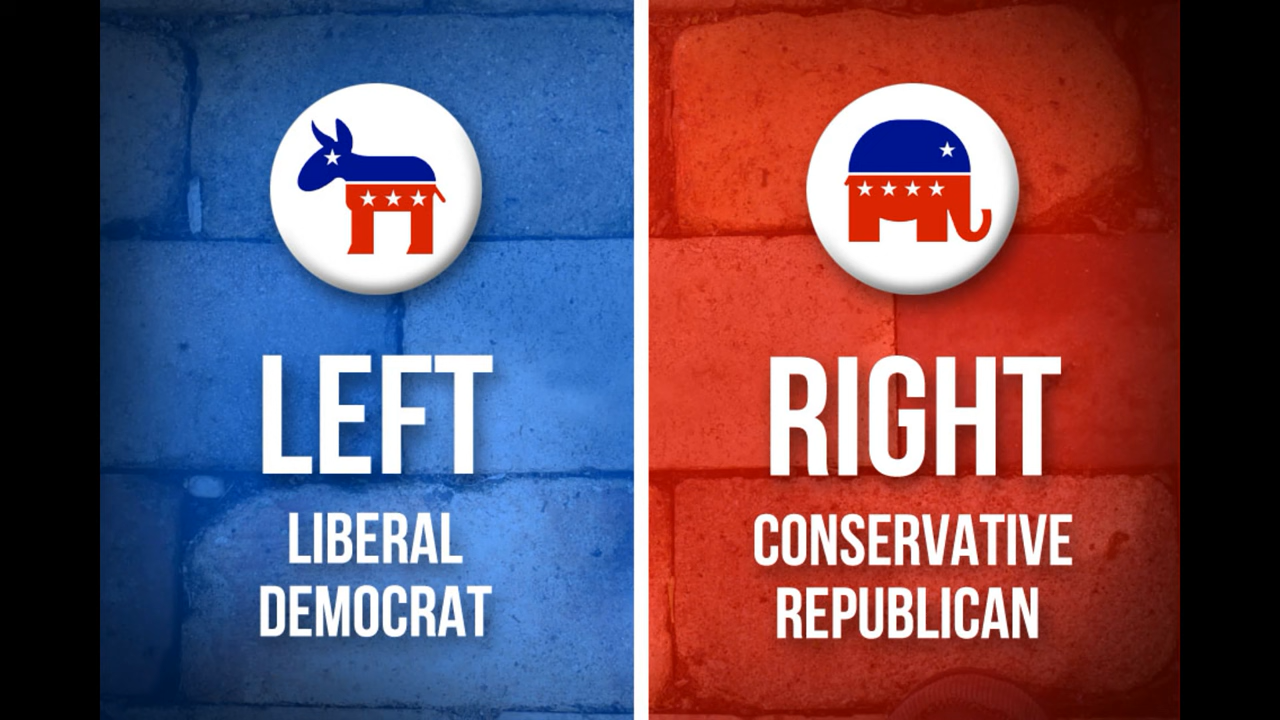 LEFT
LIBERAL
DEMOCRAT
RIGHT
CONSERVATIVE
REPUBLICAN